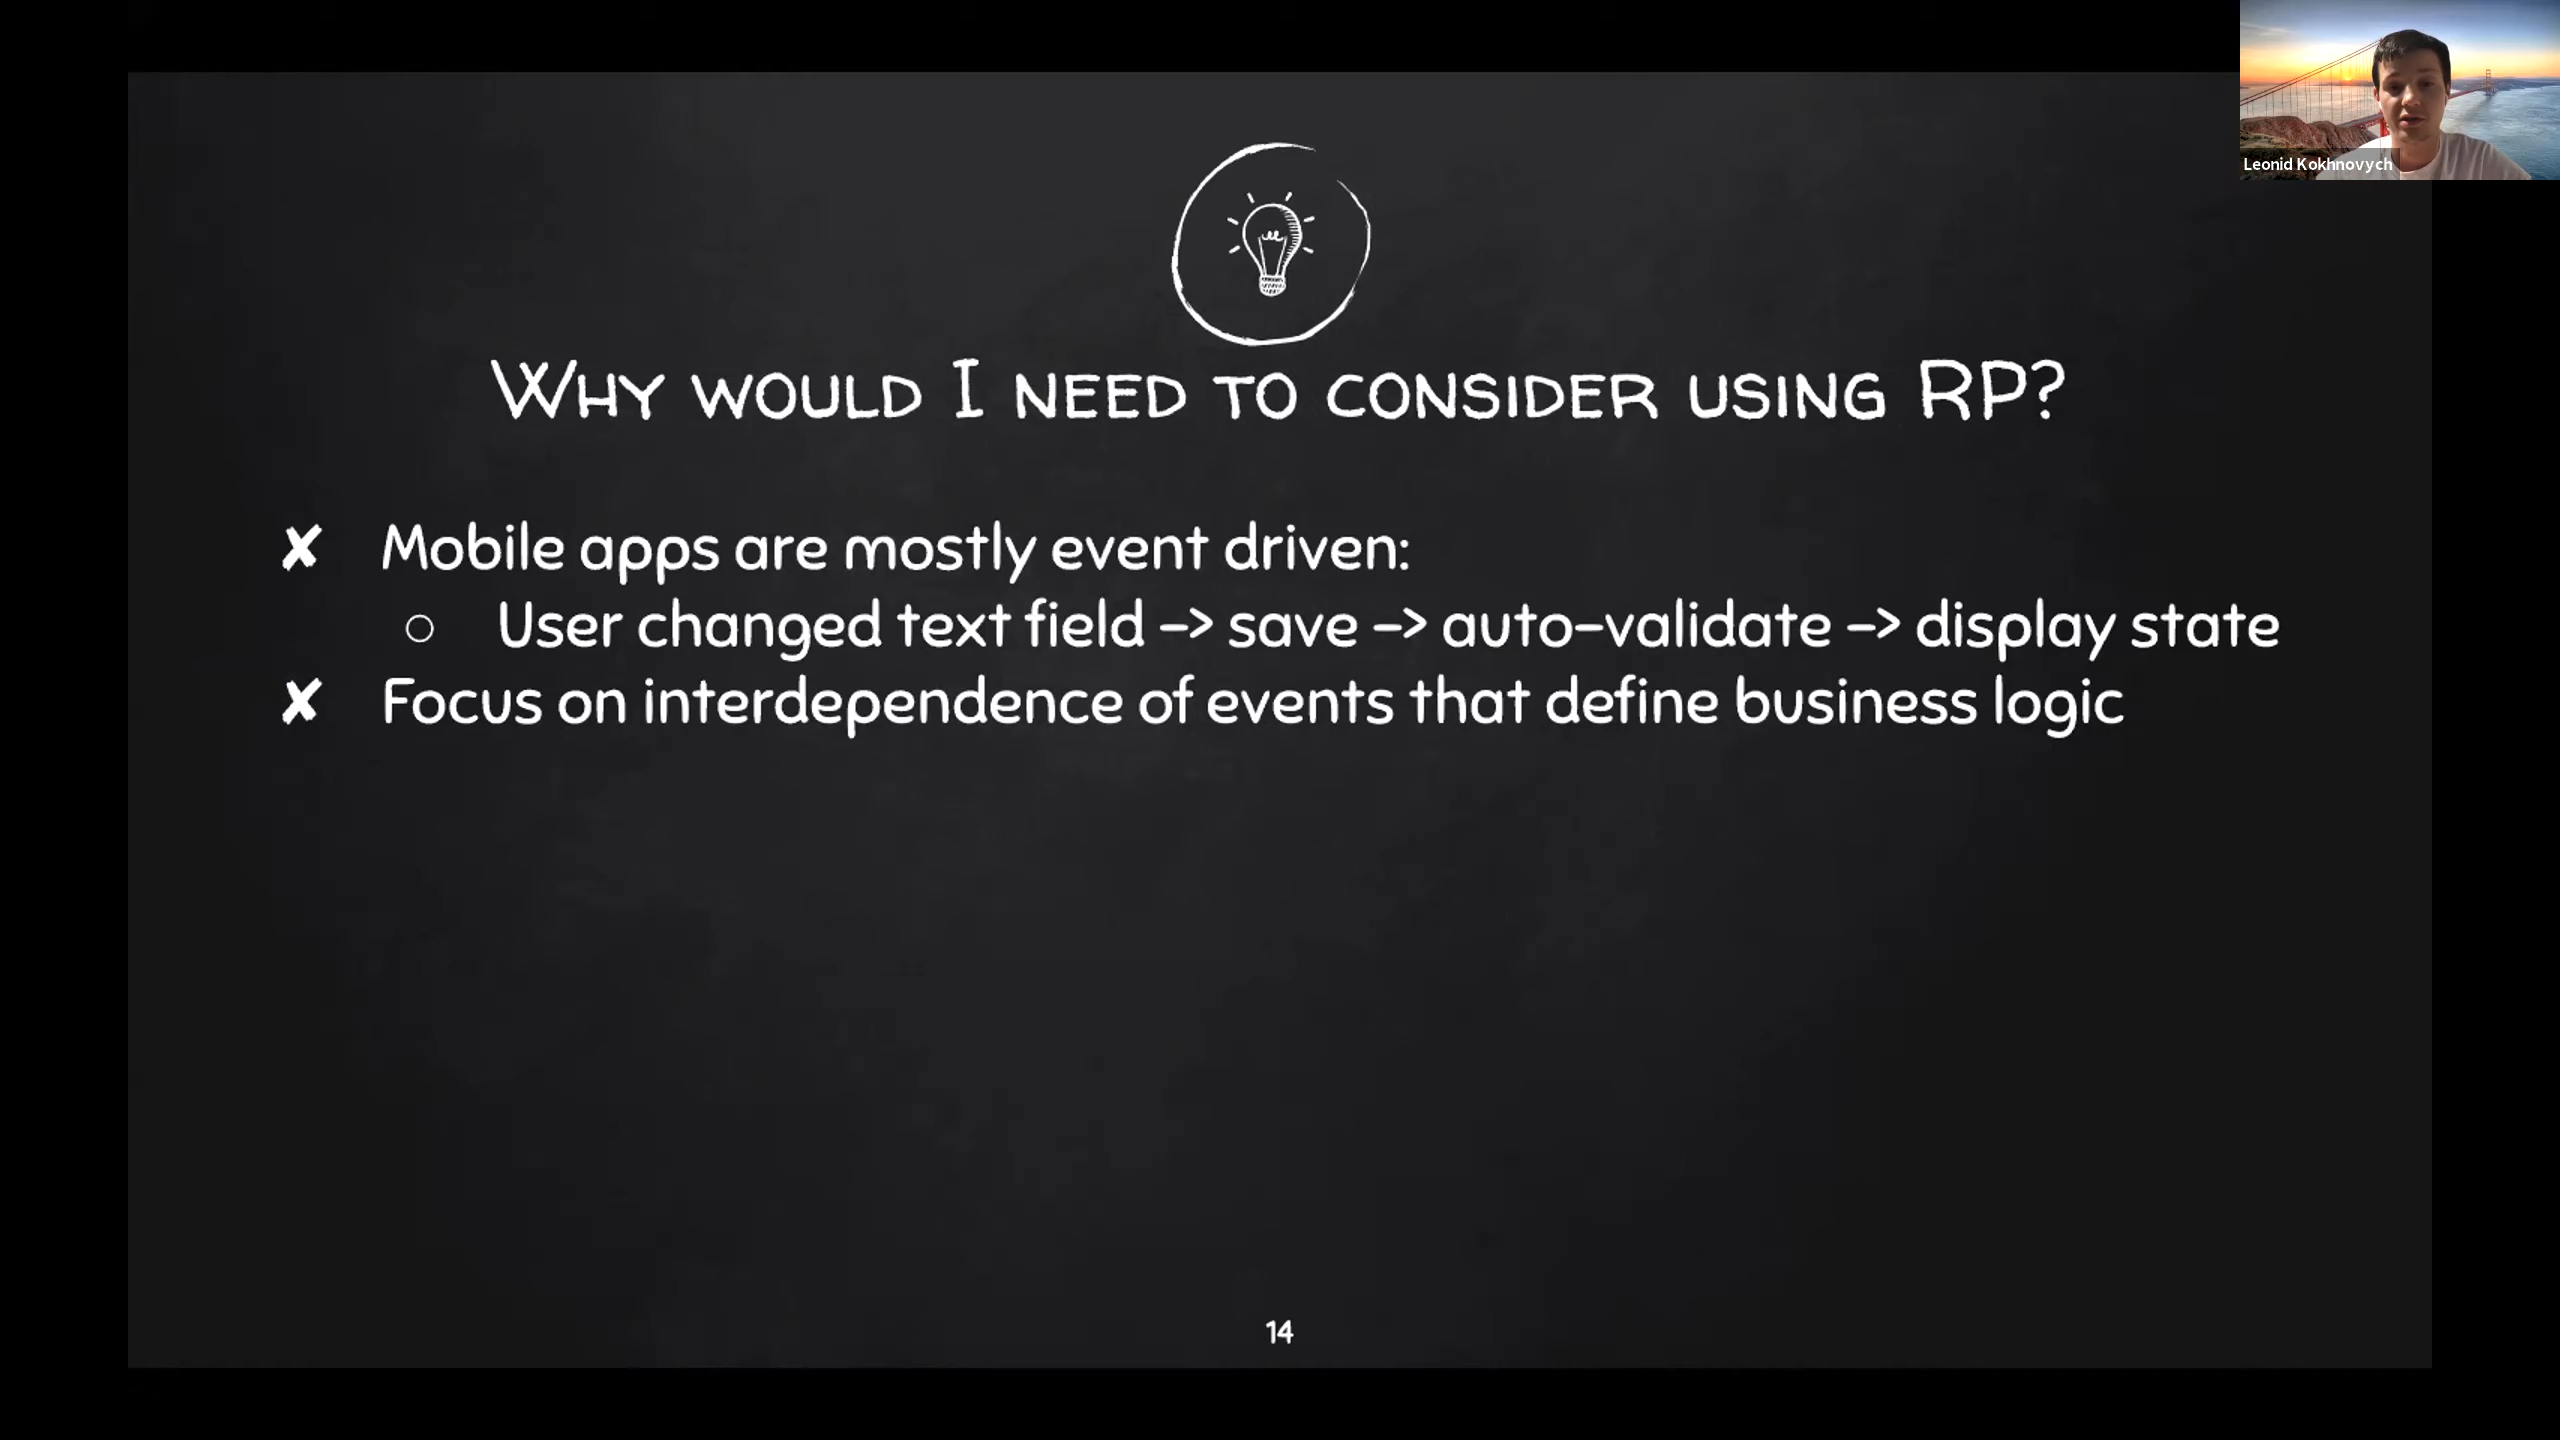 Leonid Kokhnovych
WHY WOULD I NEED TO CONSIDER USING RP?
✘ Mobile apps are mostly event driven:
○ User changed text field -> save -> auto-validate -> display state
✘ Focus on interdependence of events that define business logic
14